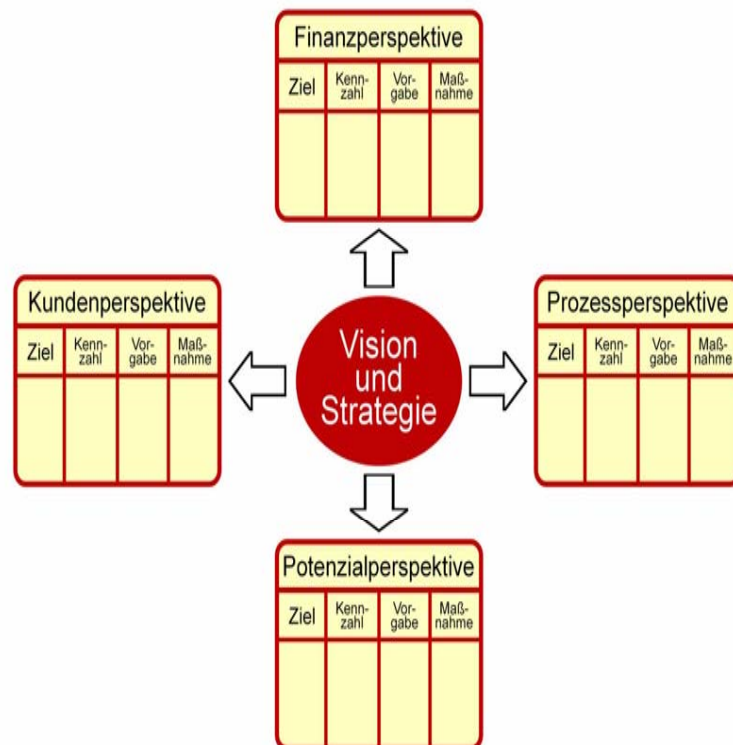 Finanzperspektive
Ziel
Kenn-
zahl
Vor-
gabe
Maß-
nahme
Kundenperspektive
Ziel
Kenn-
zahl
Vor-
gabe
Maß-
nahme
Vision
und
Strategie
Prozessperspektive
Ziel
Kenn-
zahl
Vor-
gabe
Maß-
nahme
Potenzialperspektive
Ziel
Kenn-
zahl
Vor-
gabe
Maß-
nahme